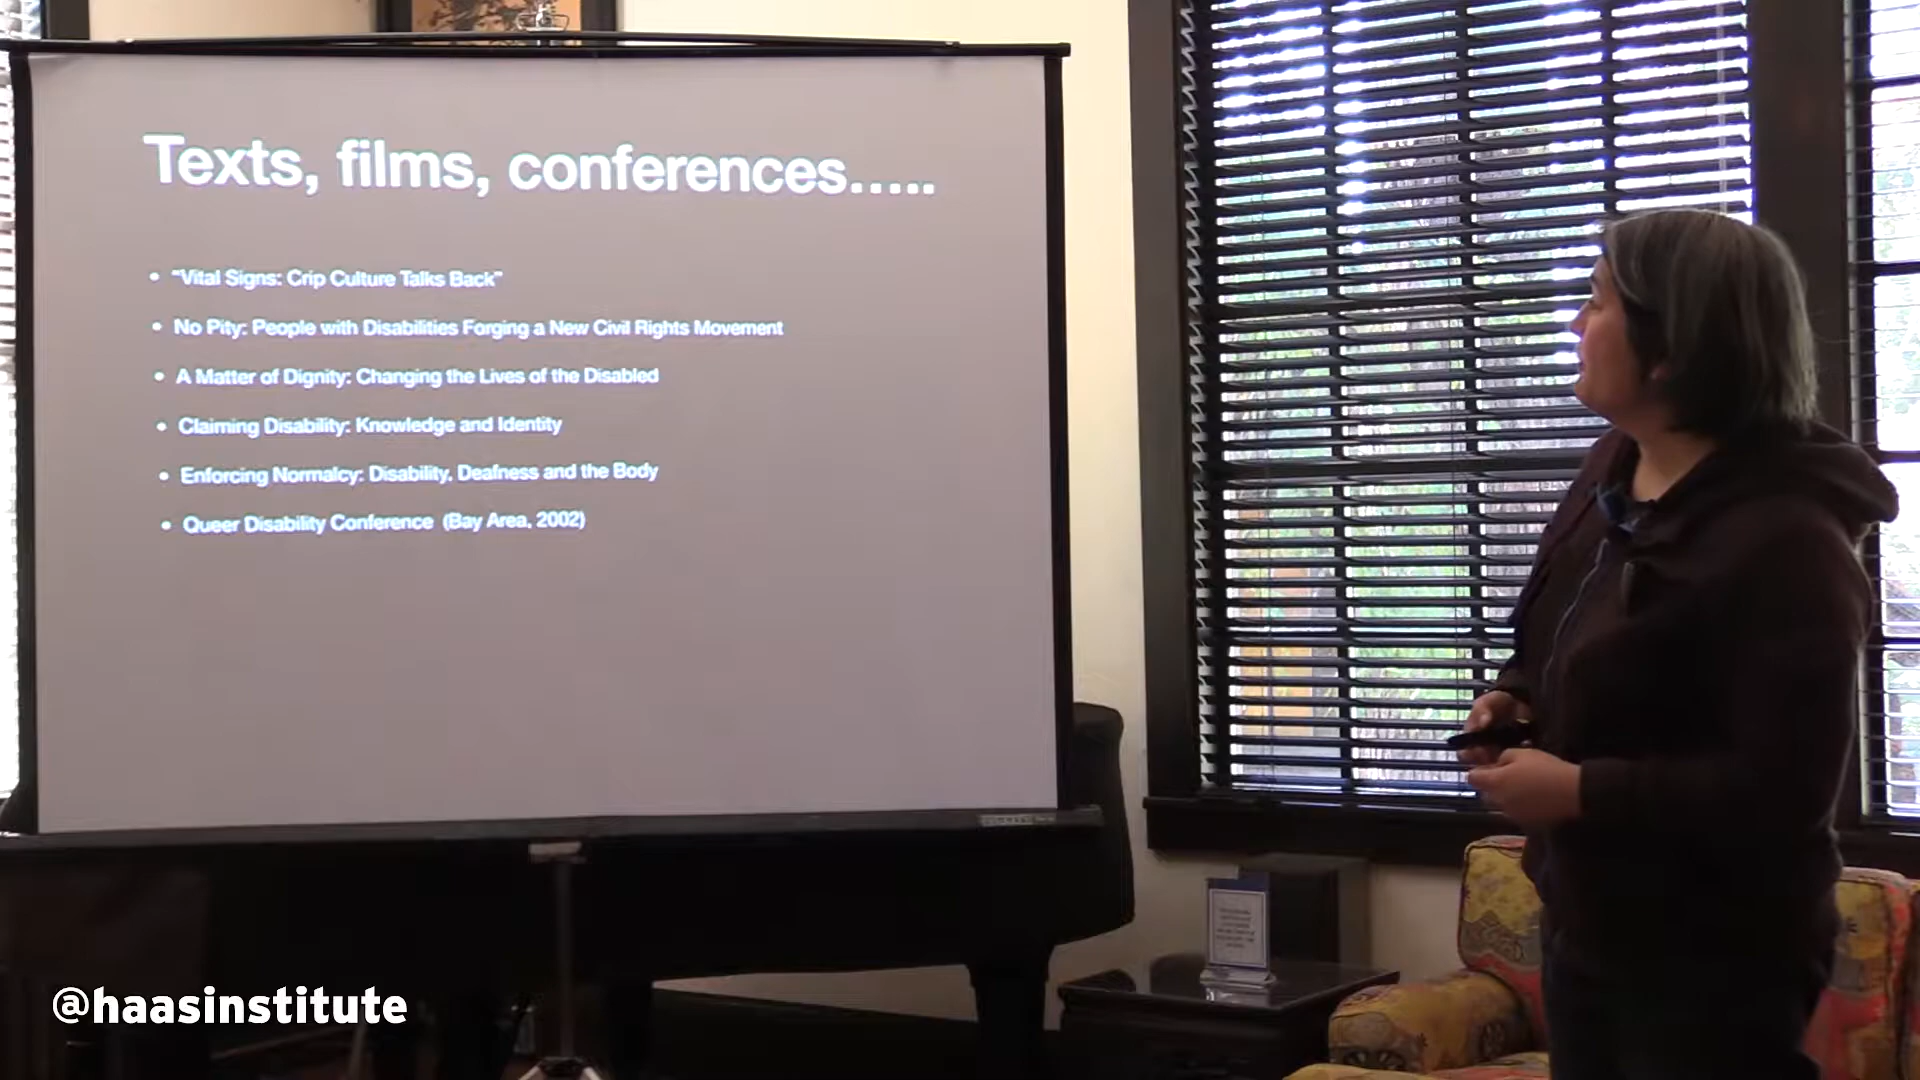 Texts, films, conferences.....
• “Vital Signs: Crip Culture Talks Back”
• No Pity: People with Disabilities Forging a New Civil Rights Movement
• A Matter of Dignity: Changing the Lives of the Disabled
• Claiming Disability: Knowledge and Identity
• Enforcing Normalcy: Disability, Deafness and the Body
• Queer Disability Conference (Bay Area, 2002)
@haasinstitute